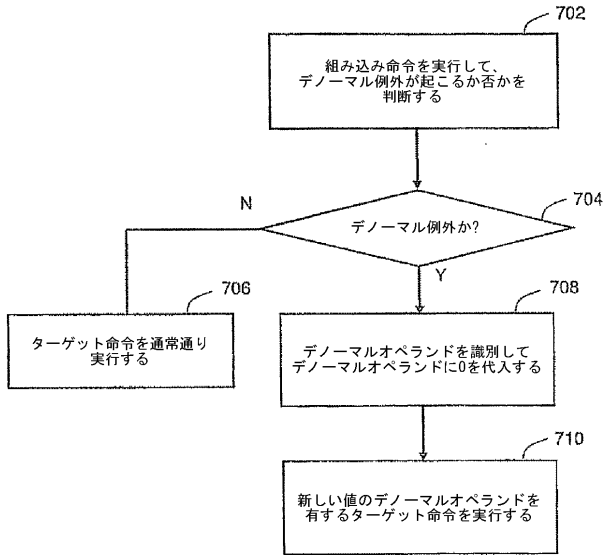 702
組み込み命令を実行して、
デノーマル例外が起こるか否かを
判断する
704
デノーマル例外か?
N
Y
706
ターゲット命令を通常通り
実行する
708
デノーマルオペランドを識別して
デノーマルオペランドに0を代入する
710
新しい値のデノーマルオペランドを
有するターゲット命令を実行する